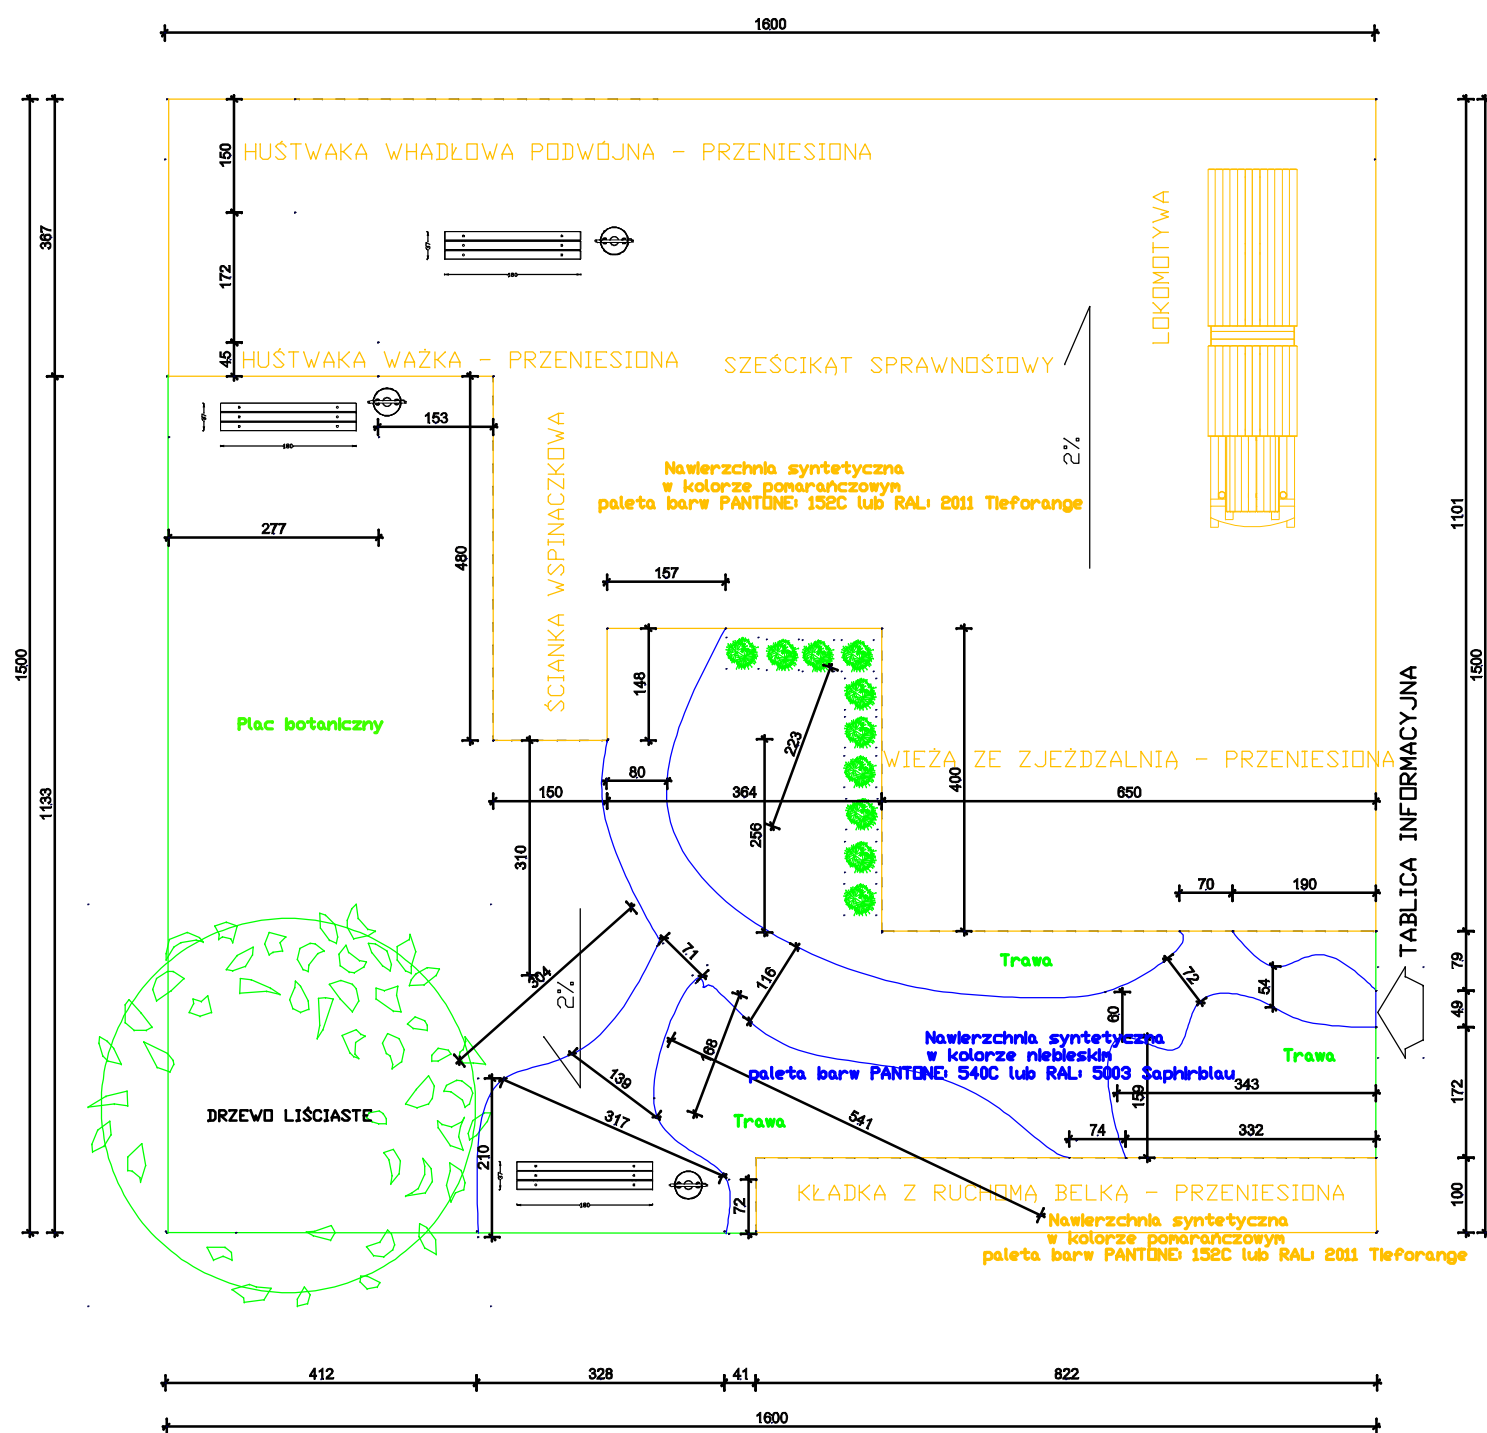 1600
150
HUŚTWAKA WHADŁOWA PODWÓJNA - PRZENIESIONA
387
172
180
LOKOMOTYWA
45
HUŚTWAKA WAŻKA - PRZENIESIONA
SZEŚCIKĄT SPRAWNOŚIOWY
153
180
2%
Nawierzchnia syntetyczna
w kolorze pomarańczowym
paleta barw PANTONE: 152C lub RAL: 2011 Tieforange
1101
277
480
ŚCIANKA WSPINACZKOWA
157
1500
1500
148
Plac botaniczny
223
WIEŻA ZE ZJEŻDZALNIĄ - PRZENIESIONA
TABLICA INFORMACYJNA
80
400
1133
150
364
650
256
310
70
190
71
Trawa
79
304
2%
116
72
54
60
49
168
Nawierzchnia syntetyczna
w kolorze niebieskim
paleta barw PANTONE: 540C lub RAL: 5003 Saphirblau
Trawa
139
159
343
172
DRZEWO LIŚCIASTE
317
Trawa
541
74
332
210
180
72
KŁADKA Z RUCHOMĄ BELKĄ - PRZENIESIONA
100
Nawierzchnia syntetyczna
w kolorze pomarańczowym
paleta barw PANTONE: 152C lub RAL: 2011 Tieforange
412
328
41
822
1600